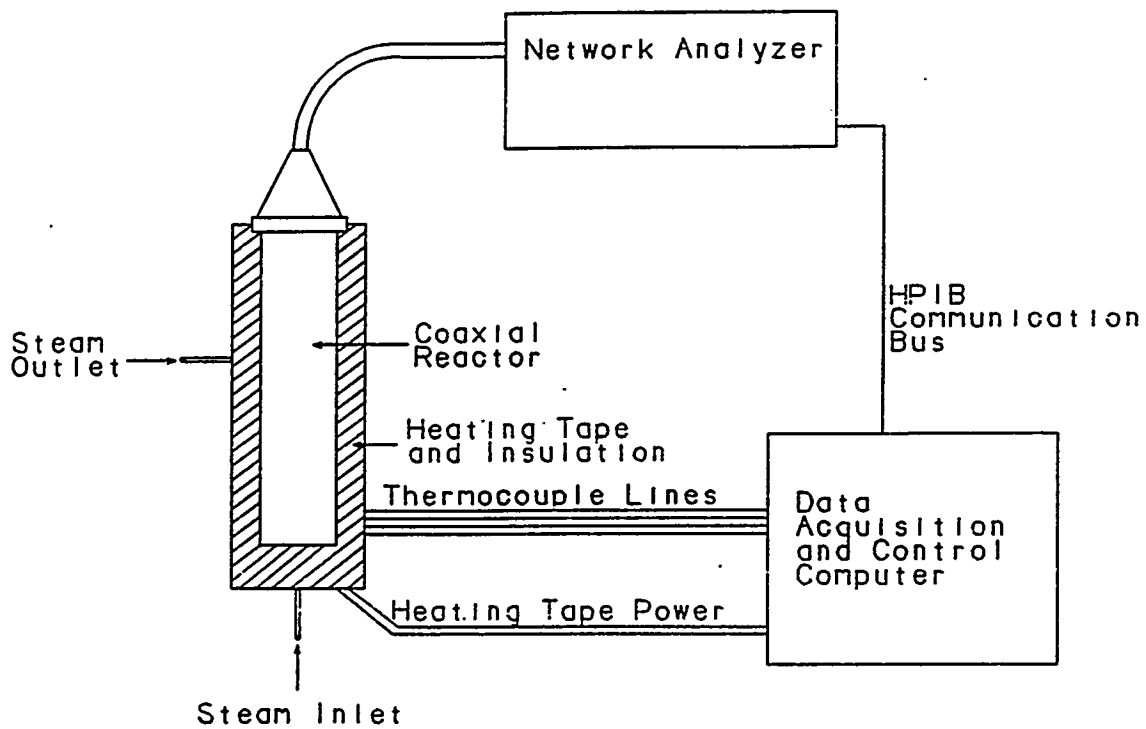 Network Analyzer
HPIB
Communication
Bus
Steam
Outlet
Coaxial
Reactor
Heating Tape
and Insulation
Thermocouple Lines
Data
Acquisition
and Control
Computer
Heating Tape Power
Steam Inlet